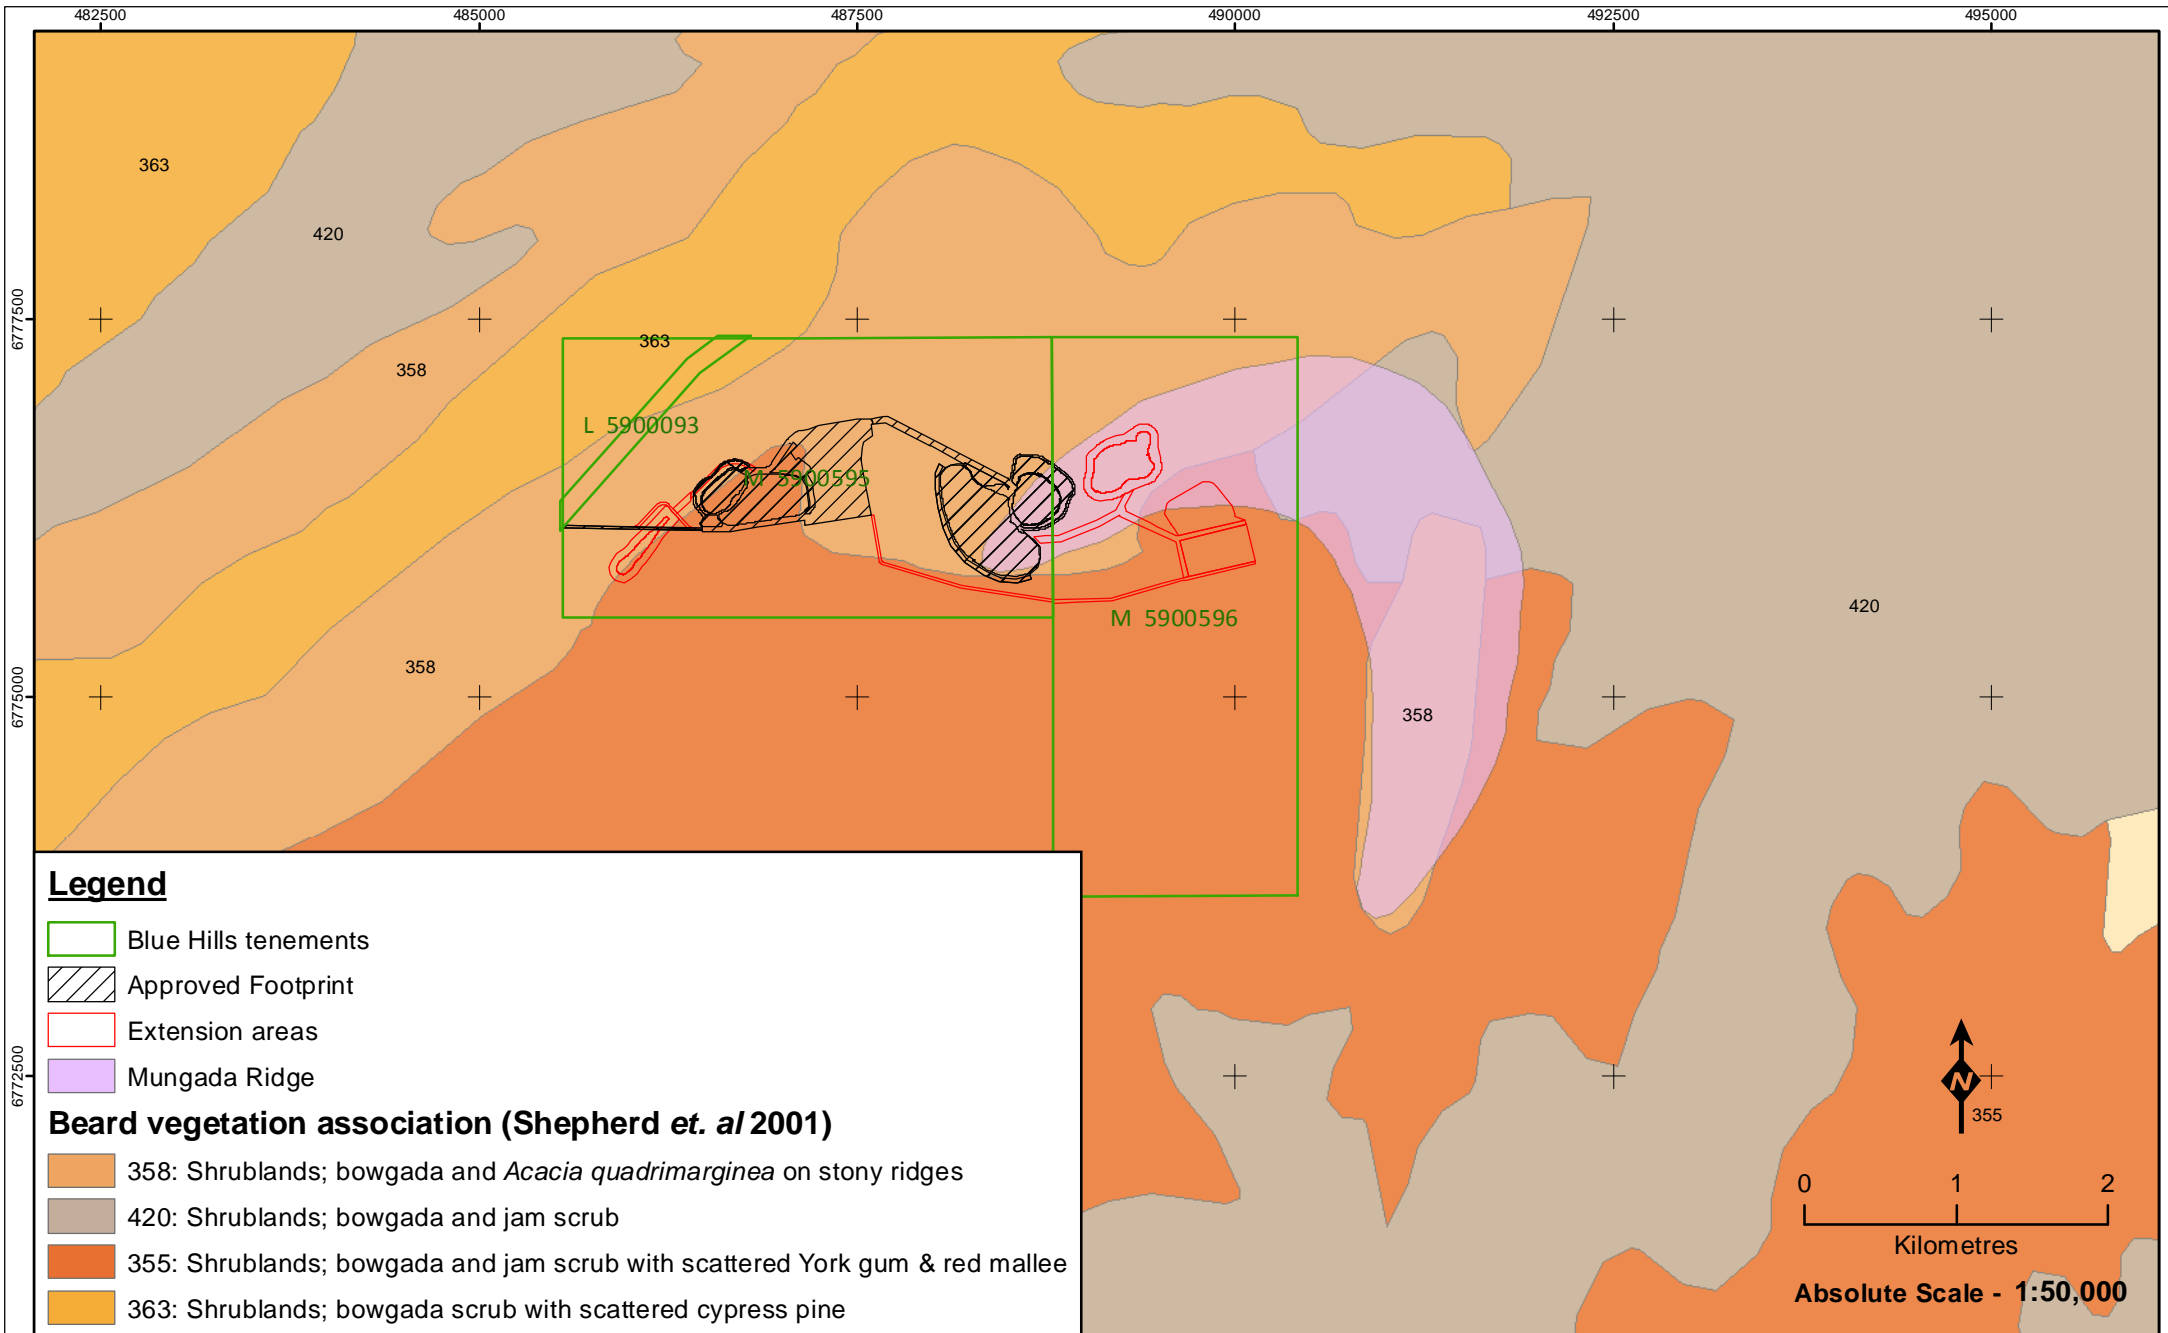 482500 485000 487500 490000 492500 495000
363
420
6777500
363
358
L 5900093
M 5900595
420
M 5900596
358
6775000
358
Legend
Blue Hills tenements
Approved Footprint
Extension areas
Mungada Ridge
6772500
Beard vegetation association (Shepherd et. al 2001)
358: Shrublands; bowgada and Acacia quadrimarginea on stony ridges
420: Shrublands; bowgada and jam scrub
355: Shrublands; bowgada and jam scrub with scattered York gum & red mallee
363: Shrublands; bowgada scrub with scattered cypress pine
N
355
0 1 2
Kilometres
Absolute Scale - 1:50,000